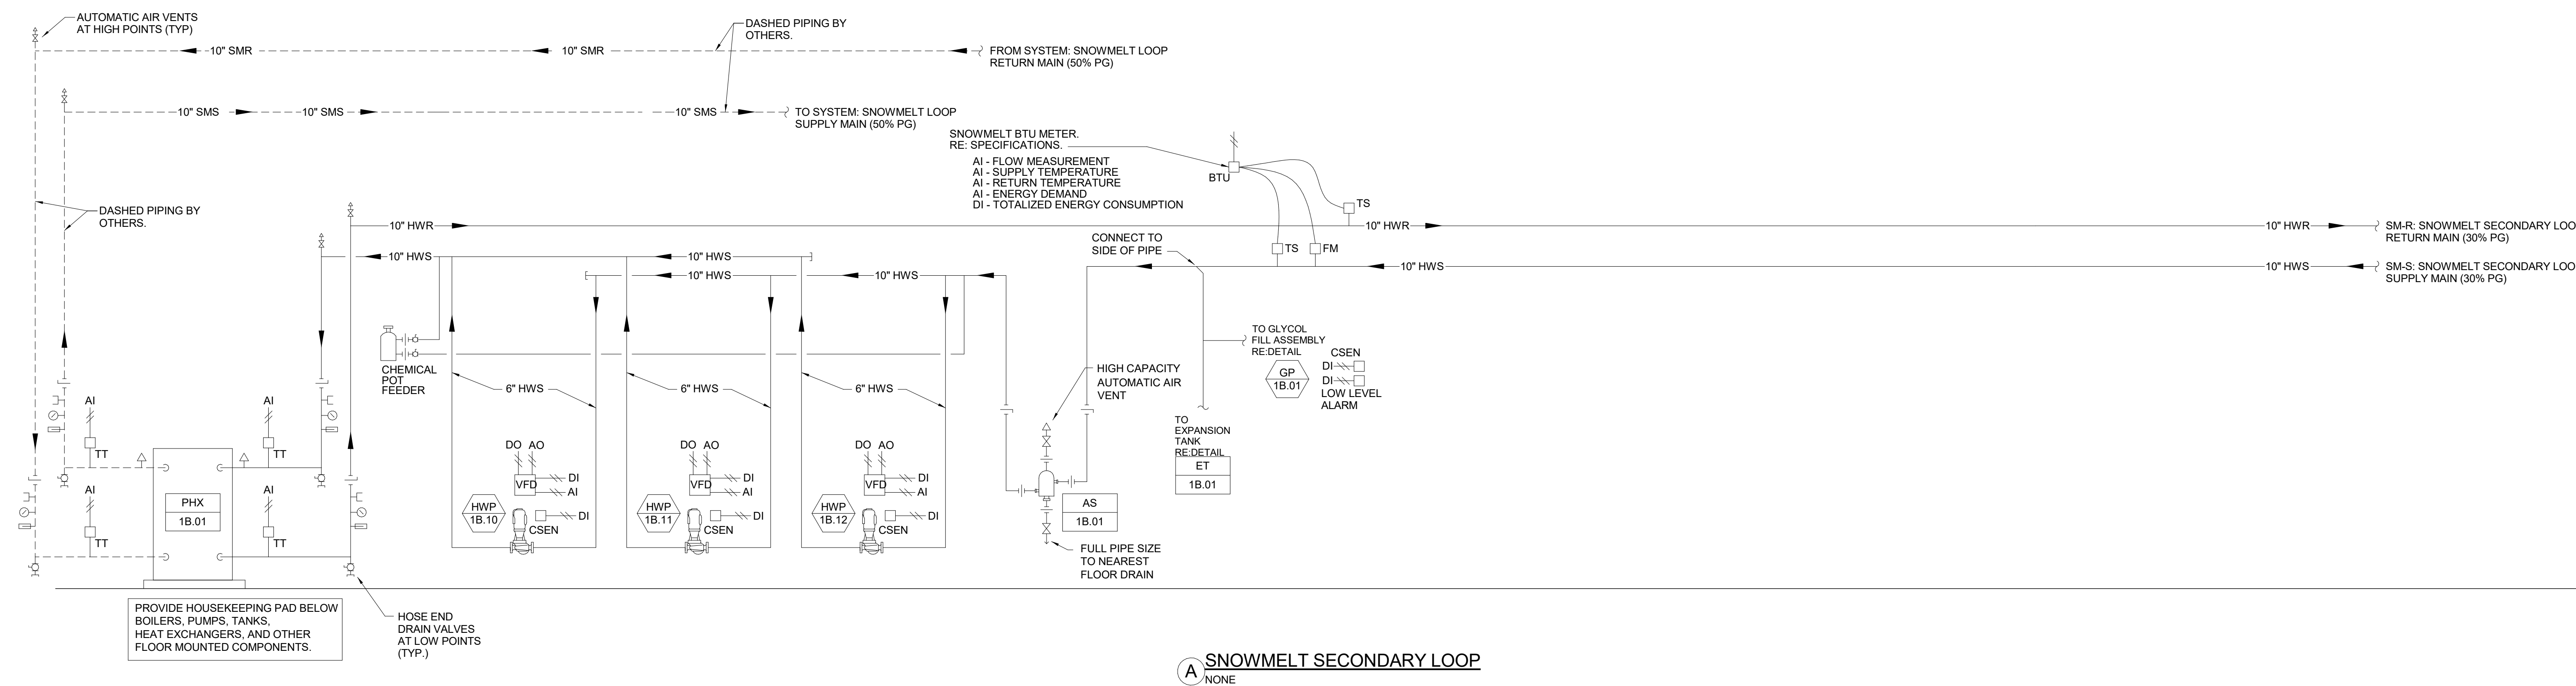 AUTOMATIC AIR VENTS
AT HIGH POINTS (TYP)
10" SMR
10" SMR
DASHED PIPING BY
OTHERS.
FROM SYSTEM: SNOWMELT LOOP
RETURN MAIN (50% PG)
10" SMS
10" SMS
10" SMS
TO SYSTEM: SNOWMELT LOOP
SUPPLY MAIN (50% PG)
SNOWMELT BTU METER.
RE: SPECIFICATIONS.
AI - FLOW MEASUREMENT
AI - SUPPLY TEMPERATURE
AI - RETURN TEMPERATURE
AI - ENERGY DEMAND
DI - TOTALIZED ENERGY CONSUMPTION
BTU
TS
DASHED PIPING BY
OTHERS.
10" HWR
10" HWR
10" HWR
SM-R: SNOWMELT SECONDARY LOO
RETURN MAIN (30% PG)
CONNECT TO
SIDE OF PIPE
TS
FM
10" HWS
10" HWS
10" HWS
10" HWS
10" HWS
10" HWS
SM-S: SNOWMELT SECONDARY LOO
SUPPLY MAIN (30% PG)
CHEMICAL
POT
FEEDER
6" HWS
6" HWS
6" HWS
HIGH CAPACITY
AUTOMATIC AIR
VENT
TO GLYCOL
FILL ASSEMBLY
RE:DETAIL
GP
1B.01
CSEN
DI
DI
LOW LEVEL
ALARM
TO
EXPANSION
TANK
RE:DETAIL
ET
1B.01
AI
TT
AI
TT
AI
TT
AI
TT
PHX
1B.01
DO AO
VFD
DI
AI
HWP
1B.10
DI
CSEN
DO AO
VFD
DI
AI
HWP
1B.11
DI
CSEN
DO AO
VFD
DI
AI
HWP
1B.12
DI
CSEN
AS
1B.01
FULL PIPE SIZE
TO NEAREST
FLOOR DRAIN
PROVIDE HOUSEKEEPING PAD BELOW
BOILERS, PUMPS, TANKS,
HEAT EXCHANGERS, AND OTHER
FLOOR MOUNTED COMPONENTS.
HOSE END
DRAIN VALVES
AT LOW POINTS
(TYP.)
A
SNOWMELT SECONDARY LOOP
NONE